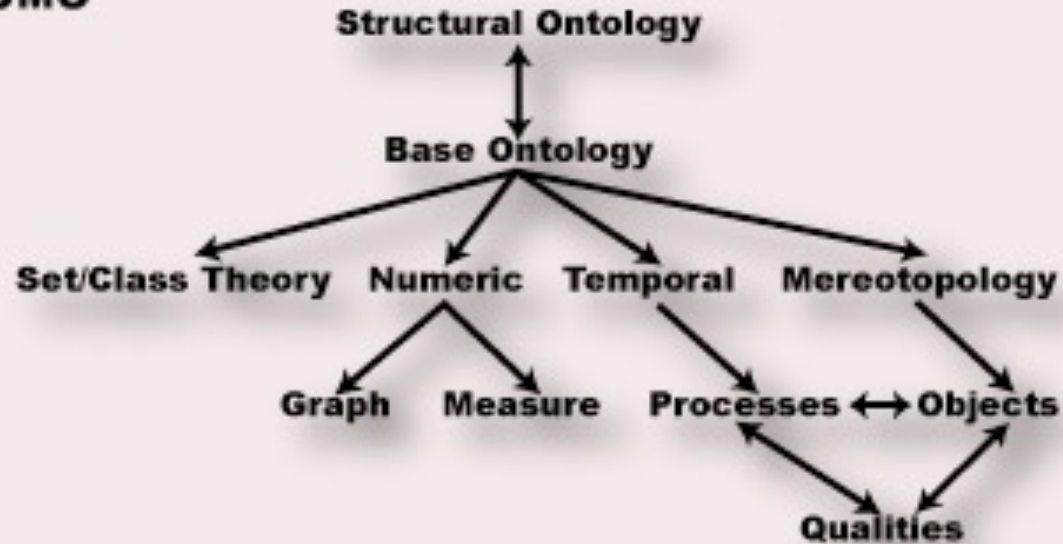 Structural Ontology
Base Ontology
Set/Class Theory Numeric Temporal Mereotopology
Graph Measure Processes Objects
Qualities